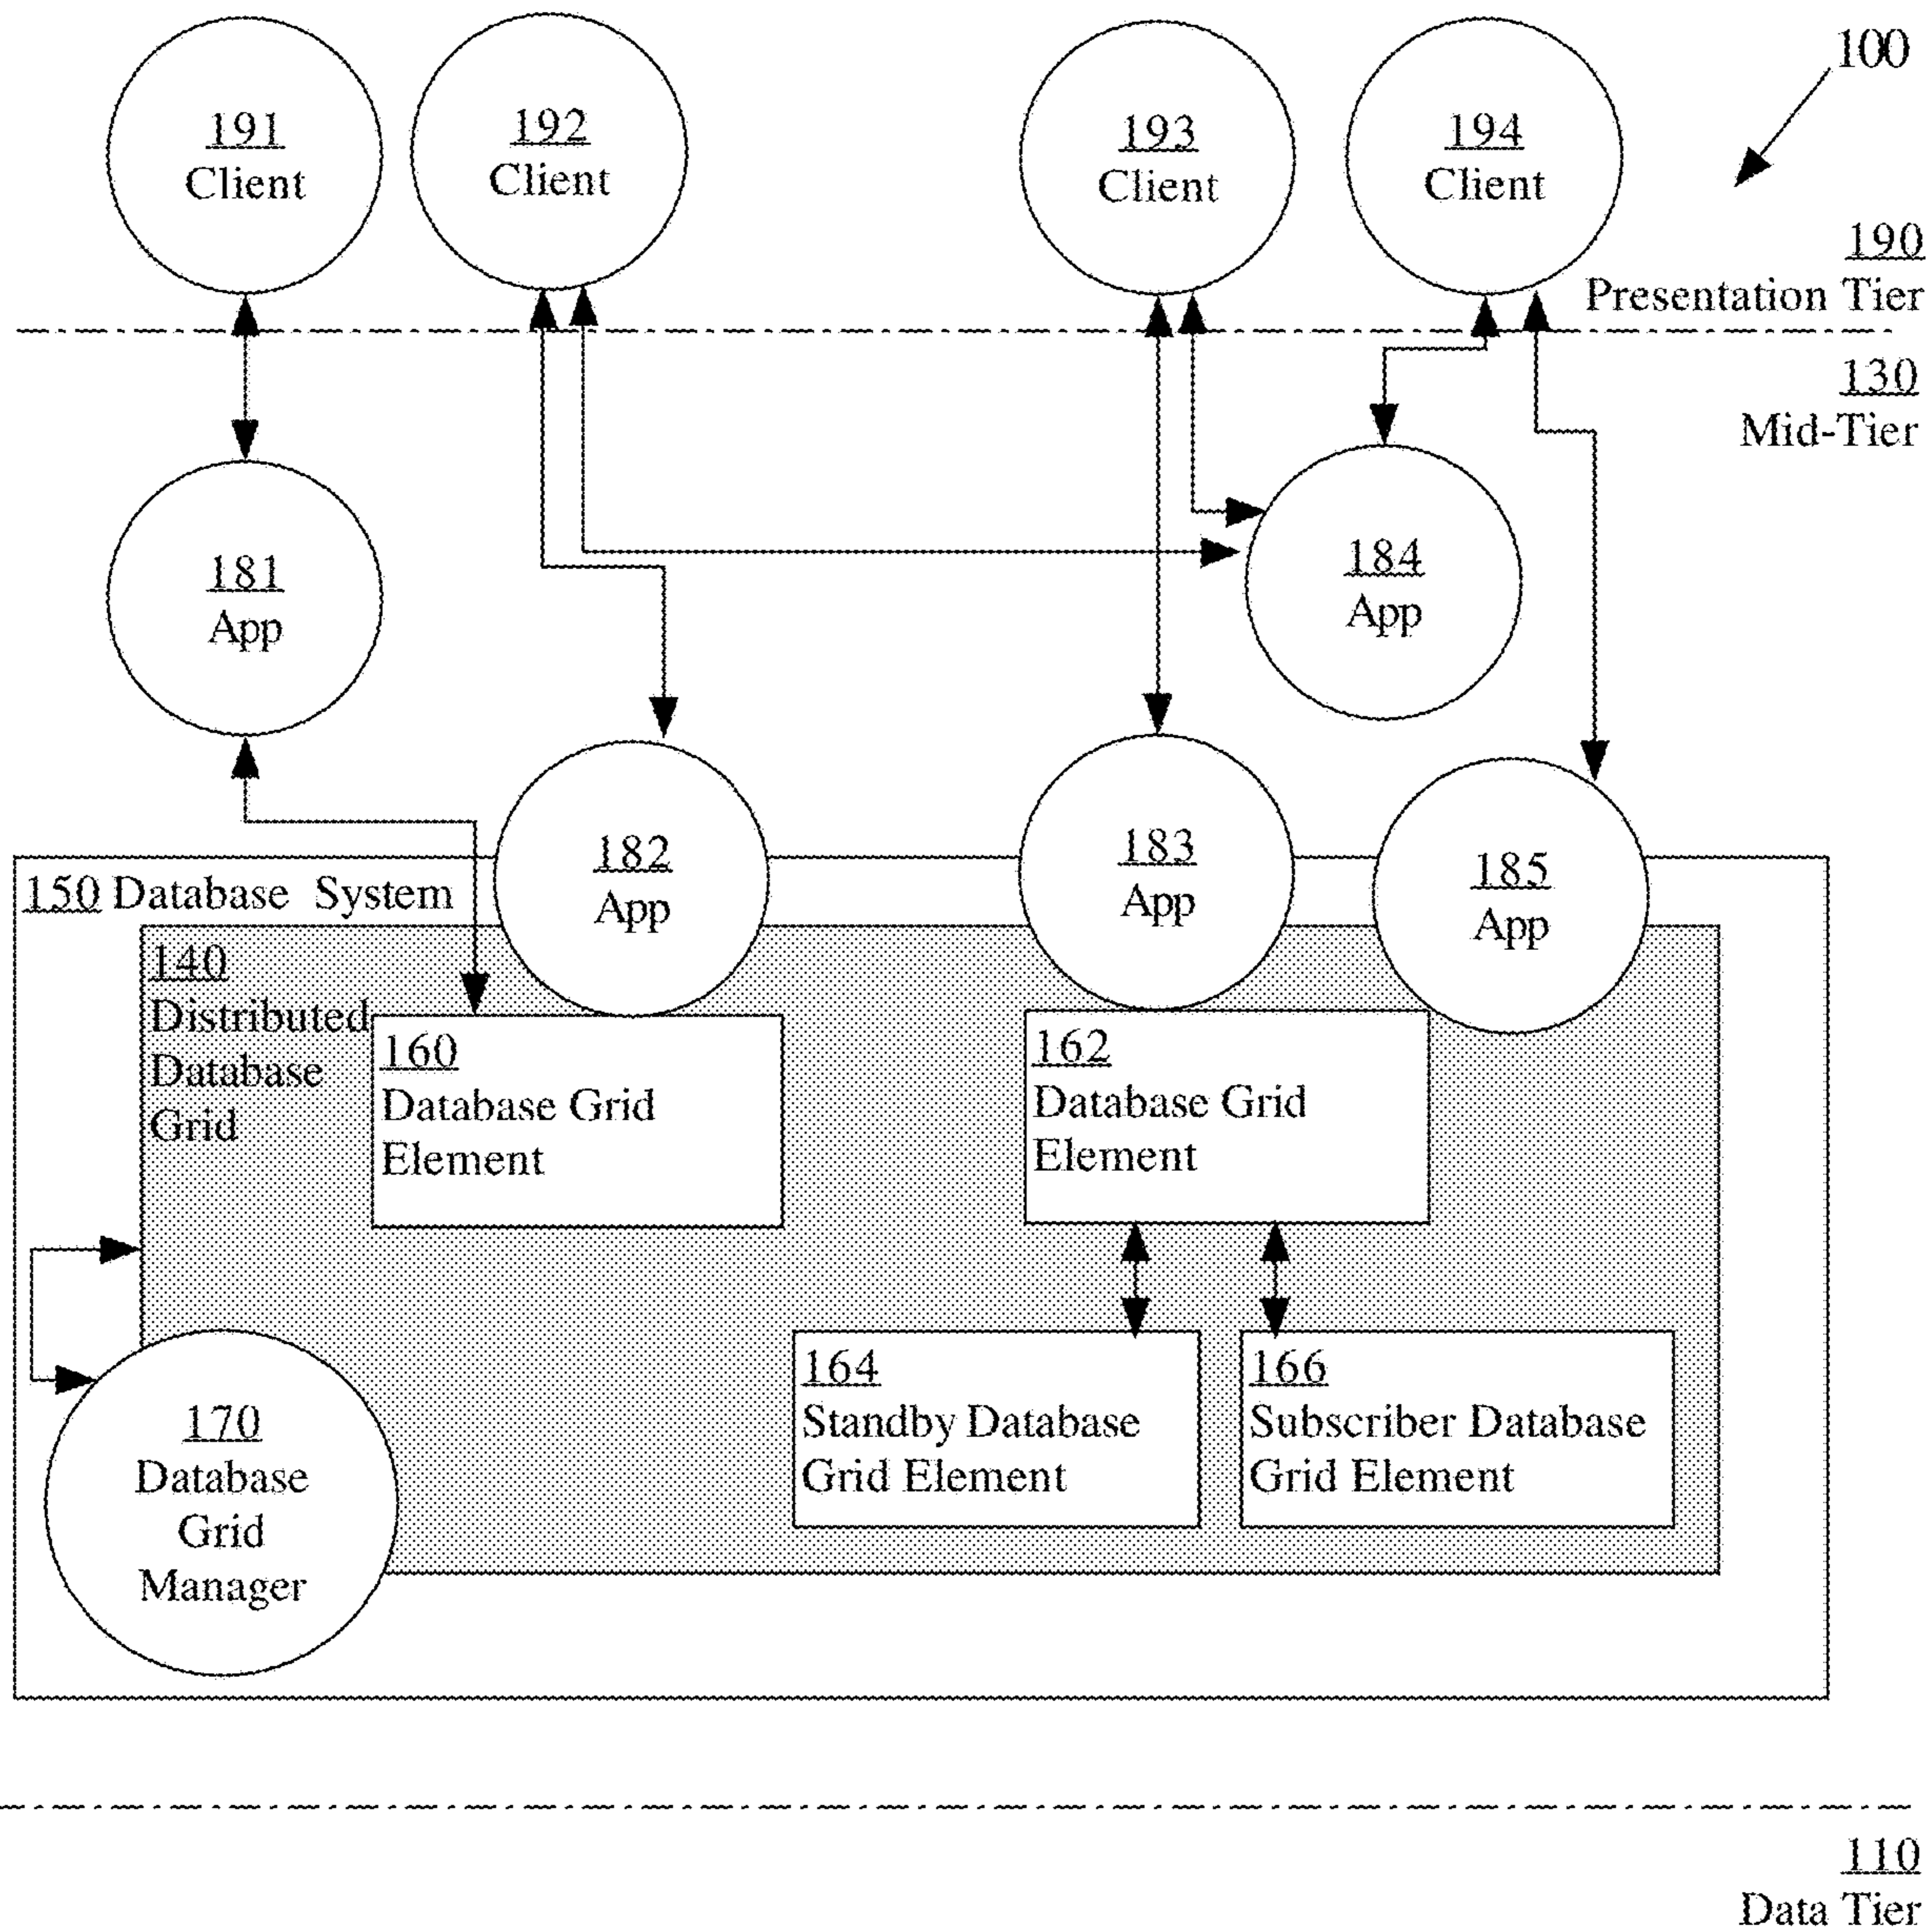 100
191
Client
192
Client
193
Client
194
Client
190
Presentation Tier
130
Mid-Tier
181
App
184
App
182
App
183
App
185
App
150 Database System
140
Distributed
Database
Grid
160
Database Grid
Element
162
Database Grid
Element
164
Standby Database
Grid Element
166
Subscriber Database
Grid Element
170
Database
Grid
Manager
110
Data Tier